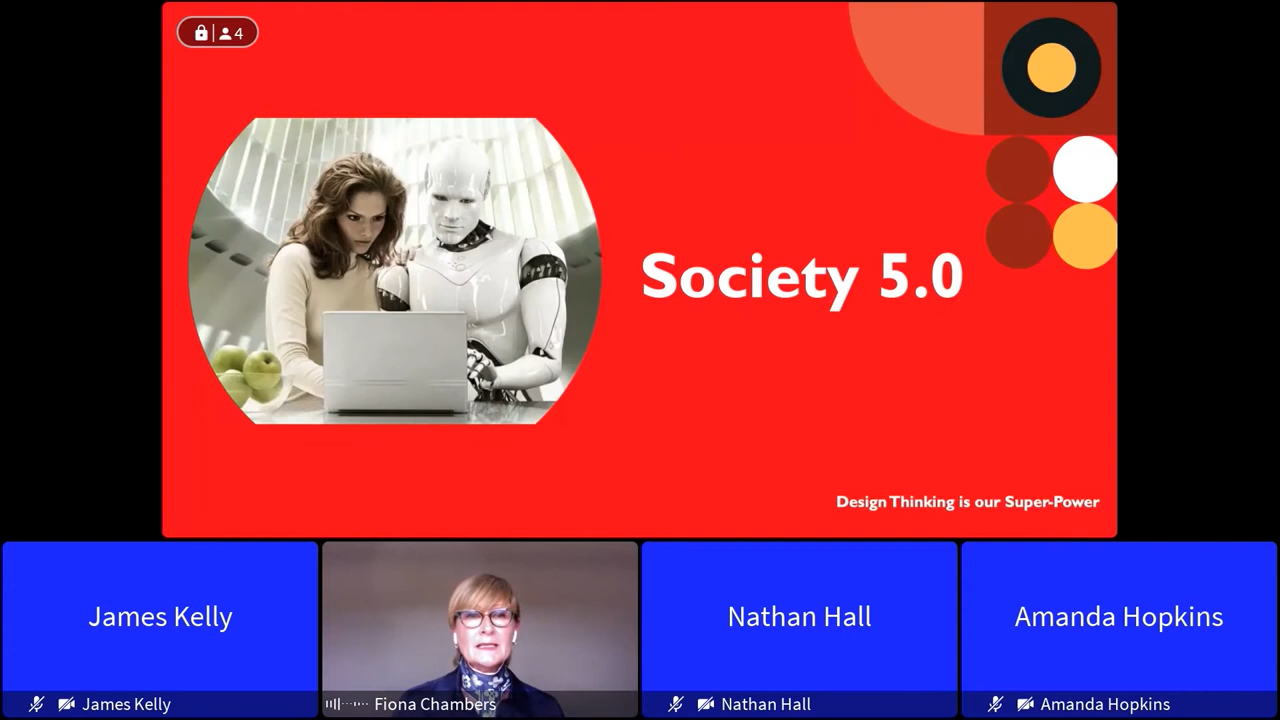 4
Society 5.0
Design Thinking is our Super-Power
James Kelly
Nathan Hall
Amanda Hopkins
James Kelly
Fiona Chambers
Nathan Hall
Amanda Hopkins